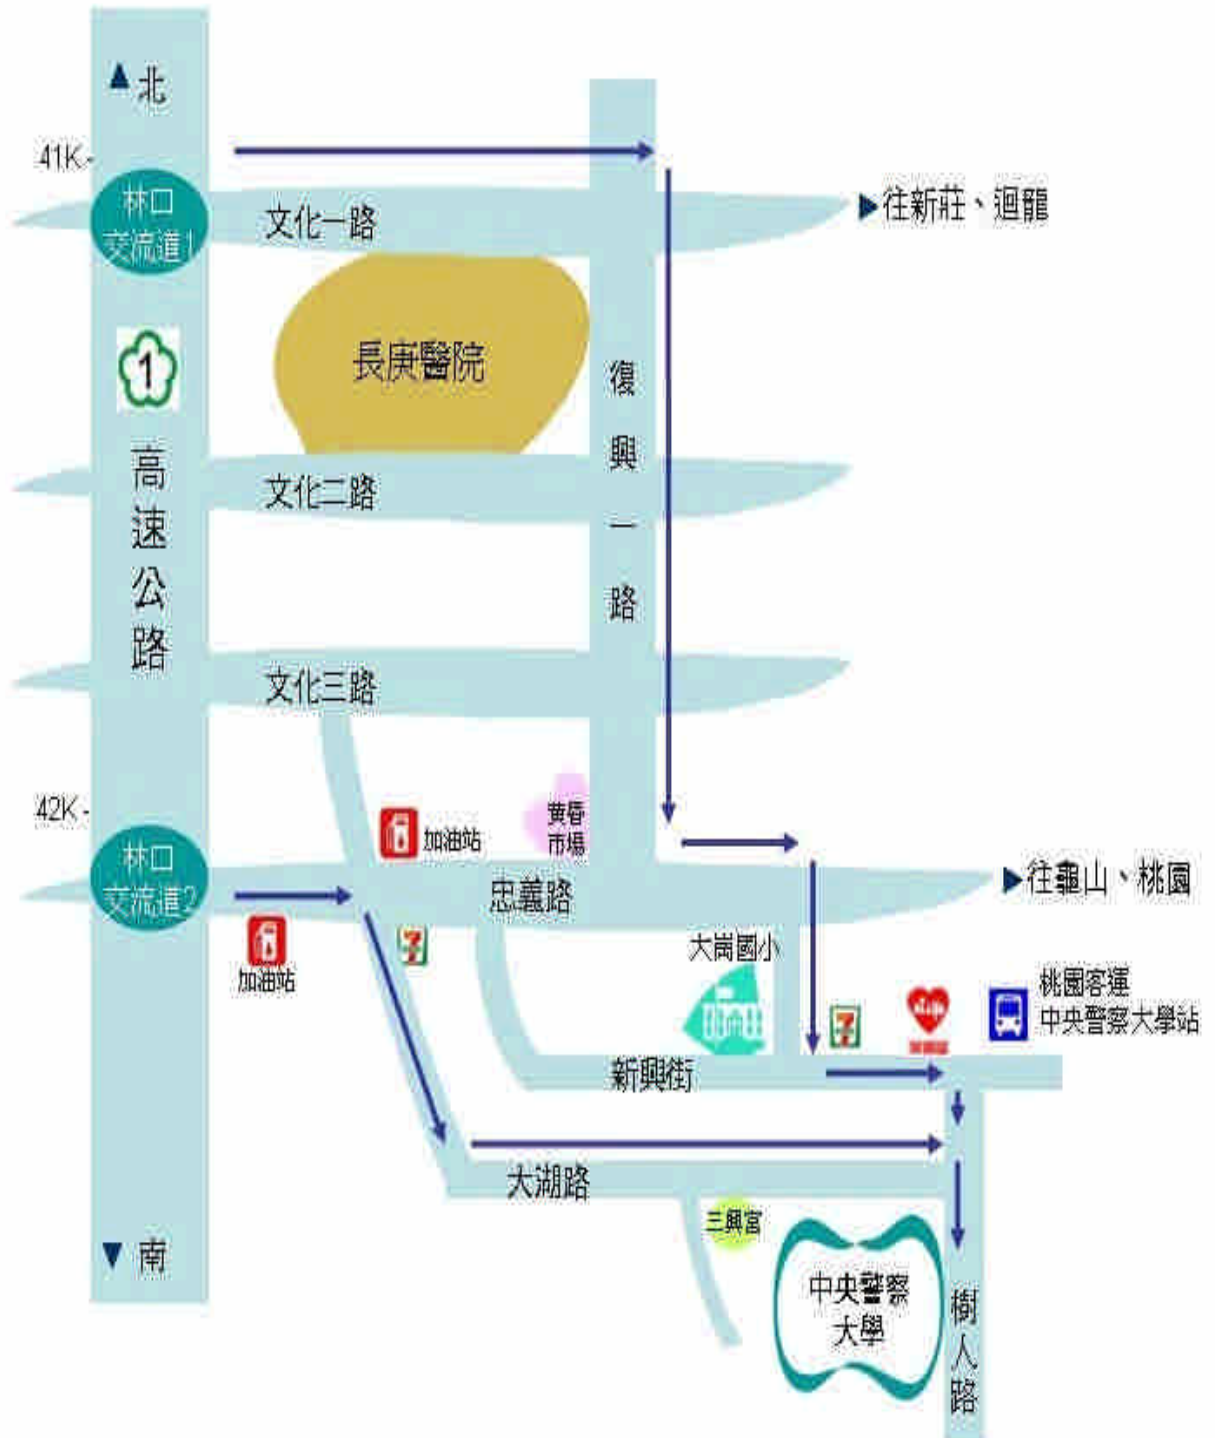 北
41K
林口
交流道1
文化一路
往新莊、迴龍
長庚醫院
1
高速公路
復興一路
文化二路
文化三路
42K
林口
交流道2
加油站
黃昏
市場
忠義路
往龜山、桃園
加油站
7
大崗國小
7
桃園客運
中央警察大學站
新興街
大湖路
三興宮
南
中央警察
大學
樹人路